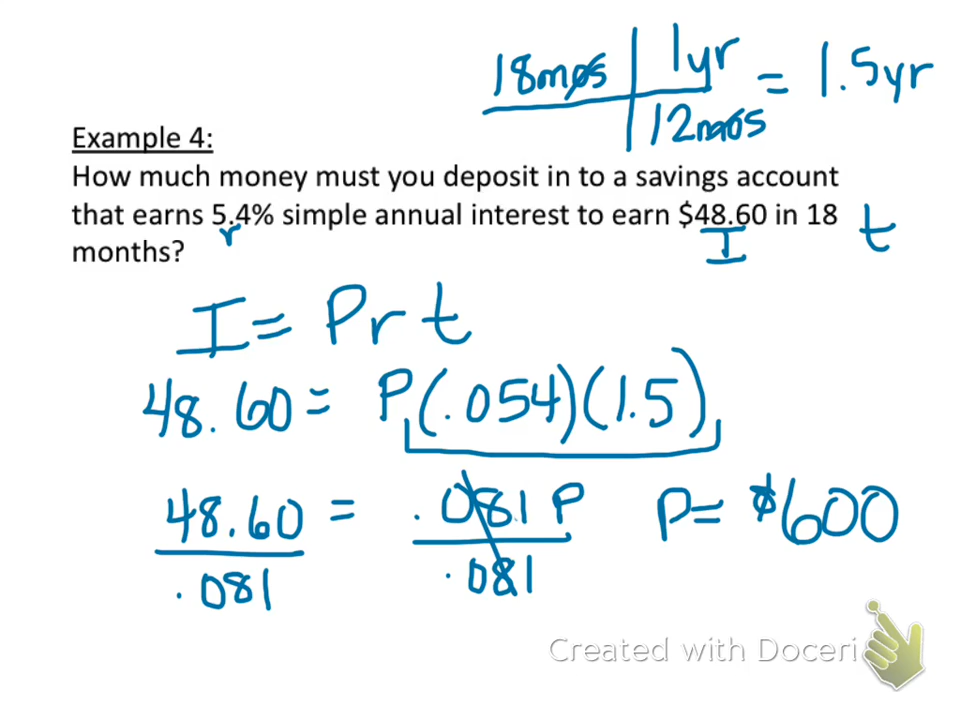 18mos | 1yr = 1.5yr
12mos
Example 4:
How much money must you deposit in to a savings account
that earns 5.4% simple annual interest to earn $48.60 in 18
r I t
months?
I = Prt
48.60 = P(.054)(1.5)
48.60 = .081 P P= $600
.081 .081
Created with Doceri